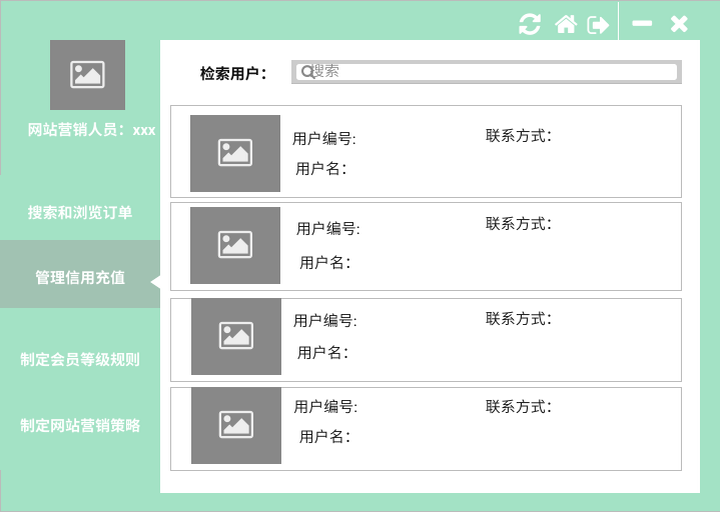 网站营销人员：xxx
搜索和浏览订单
管理信用充值
制定会员等级规则
制定网站营销策略
检索用户：
搜索
用户编号:
联系方式：
用户名：
用户编号:
联系方式：
用户名：
用户编号:
联系方式：
用户名：
用户编号:
联系方式：
用户名：